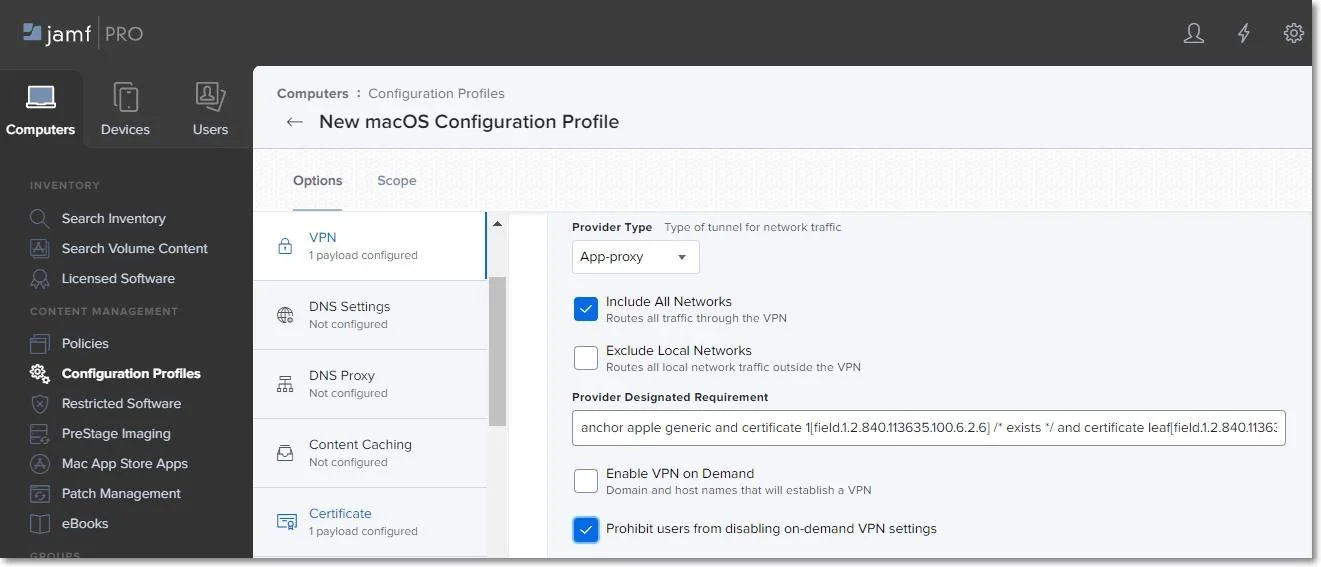 jamf PRO
Computers
Devices
Users
INVENTORY
Search Inventory
Search Volume Content
Licensed Software
CONTENT MANAGEMENT
Policies
Configuration Profiles
Restricted Software
PreStage Imaging
Mac App Store Apps
Patch Management
eBooks
GROUPS
Computers : Configuration Profiles
← New macOS Configuration Profile
Options Scope
VPN
1 payload configured
DNS Settings
Not configured
DNS Proxy
Not configured
Content Caching
Not configured
Certificate
1 payload configured
Provider Type Type of tunnel for network traffic
App-proxy
Include All Networks
Routes all traffic through the VPN
Exclude Local Networks
Routes all local network traffic outside the VPN
Provider Designated Requirement
anchor apple generic and certificate 1[field.1.2.840.113635.100.6.2.6] /* exists */ and certificate leaf[field.1.2.840.11363
Enable VPN on Demand
Domain and host names that will establish a VPN
Prohibit users from disabling on-demand VPN settings